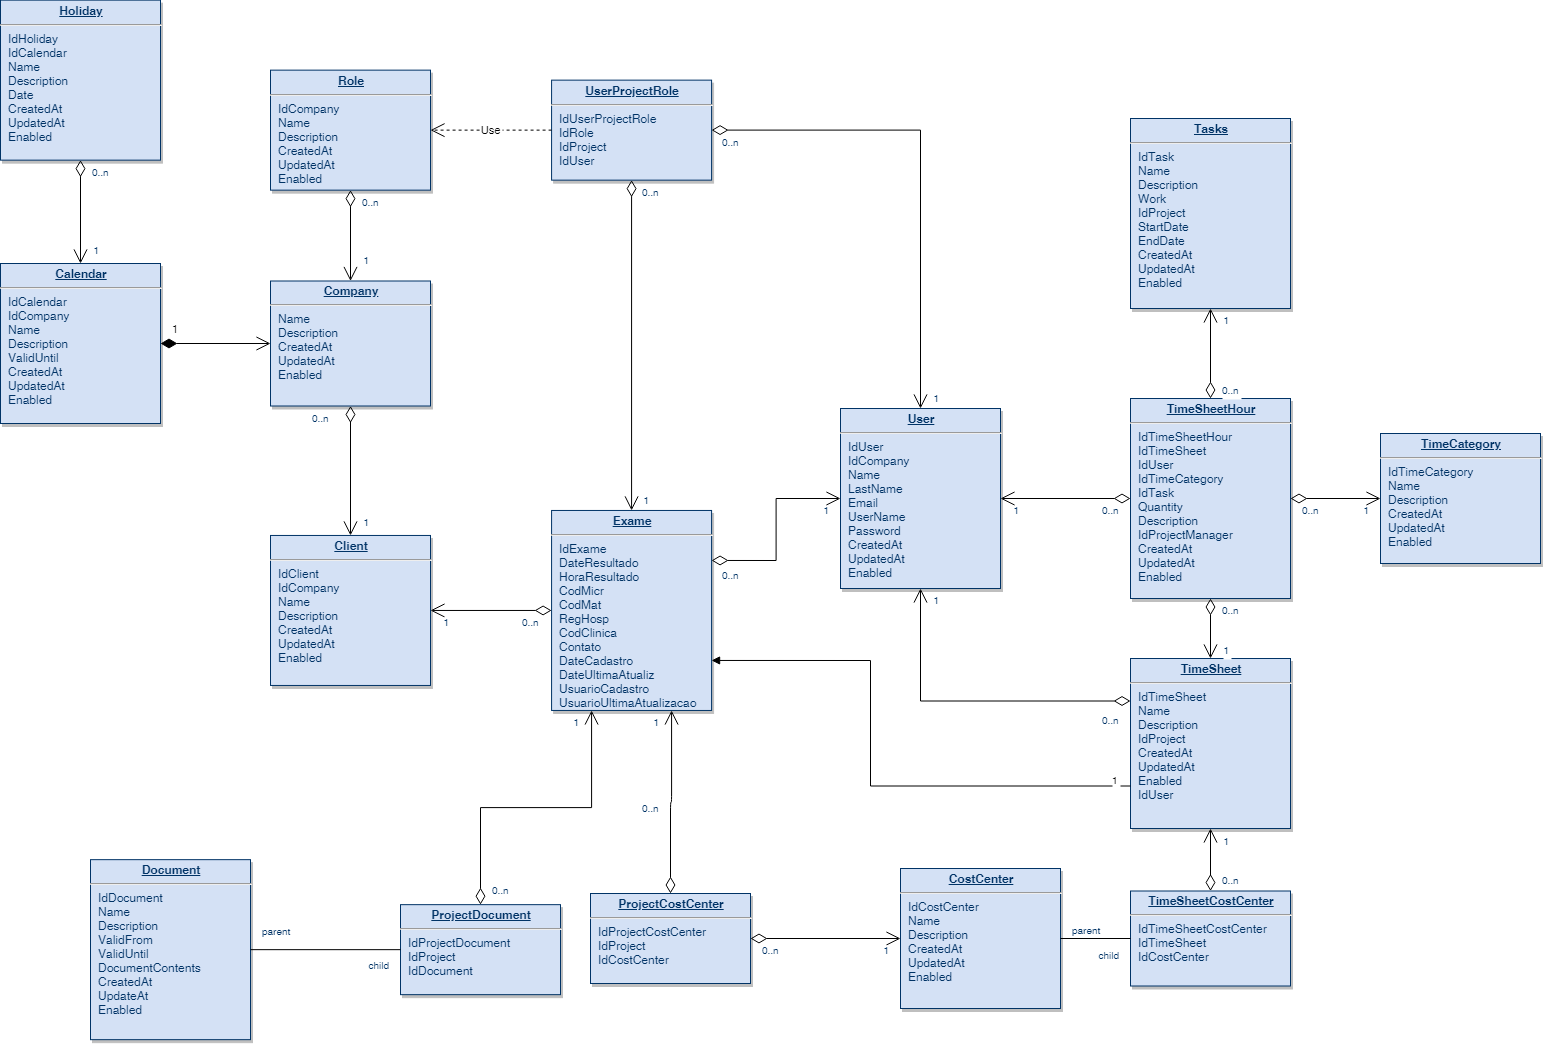 Holiday
IdHoliday
IdCalendar
Name
Description
Date
CreatedAt
UpdatedAt
Enabled
0..n
1
Role
IdCompany
Name
Description
CreatedAt
UpdatedAt
Enabled
0..n
1
Use
UserProjectRole
IdUserProjectRole
IdRole
IdProject
IdUser
0..n
0..n
1
1
Tasks
IdTask
Name
Description
Work
IdProject
StartDate
EndDate
CreatedAt
UpdatedAt
Enabled
1
0..n
Calendar
IdCalendar
IdCompany
Name
Description
ValidUntil
CreatedAt
UpdatedAt
Enabled
1
Company
Name
Description
CreatedAt
UpdatedAt
Enabled
0..n
1
User
IdUser
IdCompany
Name
LastName
Email
UserName
Password
CreatedAt
UpdatedAt
Enabled
1
1
1
0..n
TimeSheetHour
IdTimeSheetHour
IdTimeSheet
IdUser
IdTimeCategory
IdTask
Quantity
Description
IdProjectManager
CreatedAt
UpdatedAt
Enabled
0..n
1
0..n
1
TimeCategory
IdTimeCategory
Name
Description
CreatedAt
UpdatedAt
Enabled
Client
IdClient
IdCompany
Name
Description
CreatedAt
UpdatedAt
Enabled
1
0..n
Exame
IdExame
DateResultado
HoraResultado
CodMicr
CodMat
RegHosp
CodClinica
Contato
DateCadastro
DateUltimaAtualiz
UsuarioCadastro
UsuarioUltimaAtualizacao
0..n
1
1
0..n
TimeSheet
IdTimeSheet
Name
Description
IdProject
CreatedAt
UpdatedAt
Enabled
IdUser
0..n
1
1
0..n
Document
IdDocument
Name
Description
ValidFrom
ValidUntil
DocumentContents
CreatedAt
UpdateAt
Enabled
parent
child
0..n
ProjectDocument
IdProjectDocument
IdProject
IdDocument
ProjectCostCenter
IdProjectCostCenter
IdProject
IdCostCenter
0..n
1
CostCenter
IdCostCenter
Name
Description
CreatedAt
UpdatedAt
Enabled
parent
child
TimeSheetCostCenter
IdTimeSheetCostCenter
IdTimeSheet
IdCostCenter